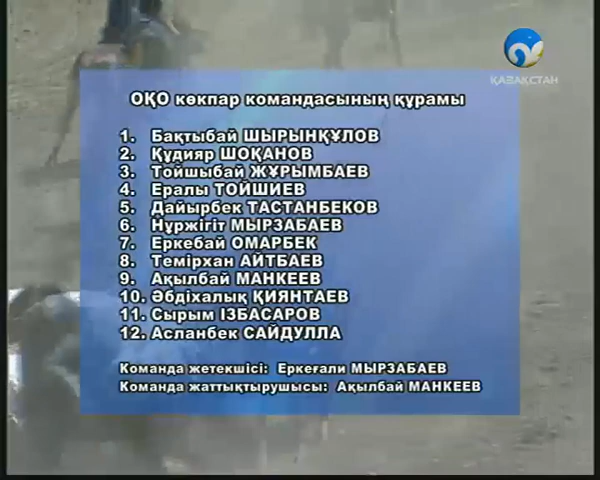 ҚАЗАҚСТАН
ОҚО көкпар командасының құрамы
1. Бақтыбай ШЫРЫНҚҰЛОВ
2. Құдияр ШОҚАНОВ
3. Тойшыбай ЖҰРЫМБАЕВ
4. Ералы ТОЙШИЕВ
5. Дайырбек ТАСТАНБЕКОВ
6. Нұржігіт МЫРЗАБАЕВ
7. Еркебай ОМАРБЕК
8. Темірхан АЙТБАЕВ
9. Ақылбай МАНКЕЕВ
10. Әбдіхалық ҚИЯНТАЕВ
11. Сырым ІЗБАСАРОВ
12. Асланбек САЙДУЛЛА
Команда жетекшісі: Еркеғали МЫРЗАБАЕВ
Команда жаттықтырушысы: Ақылбай МАНКЕЕВ